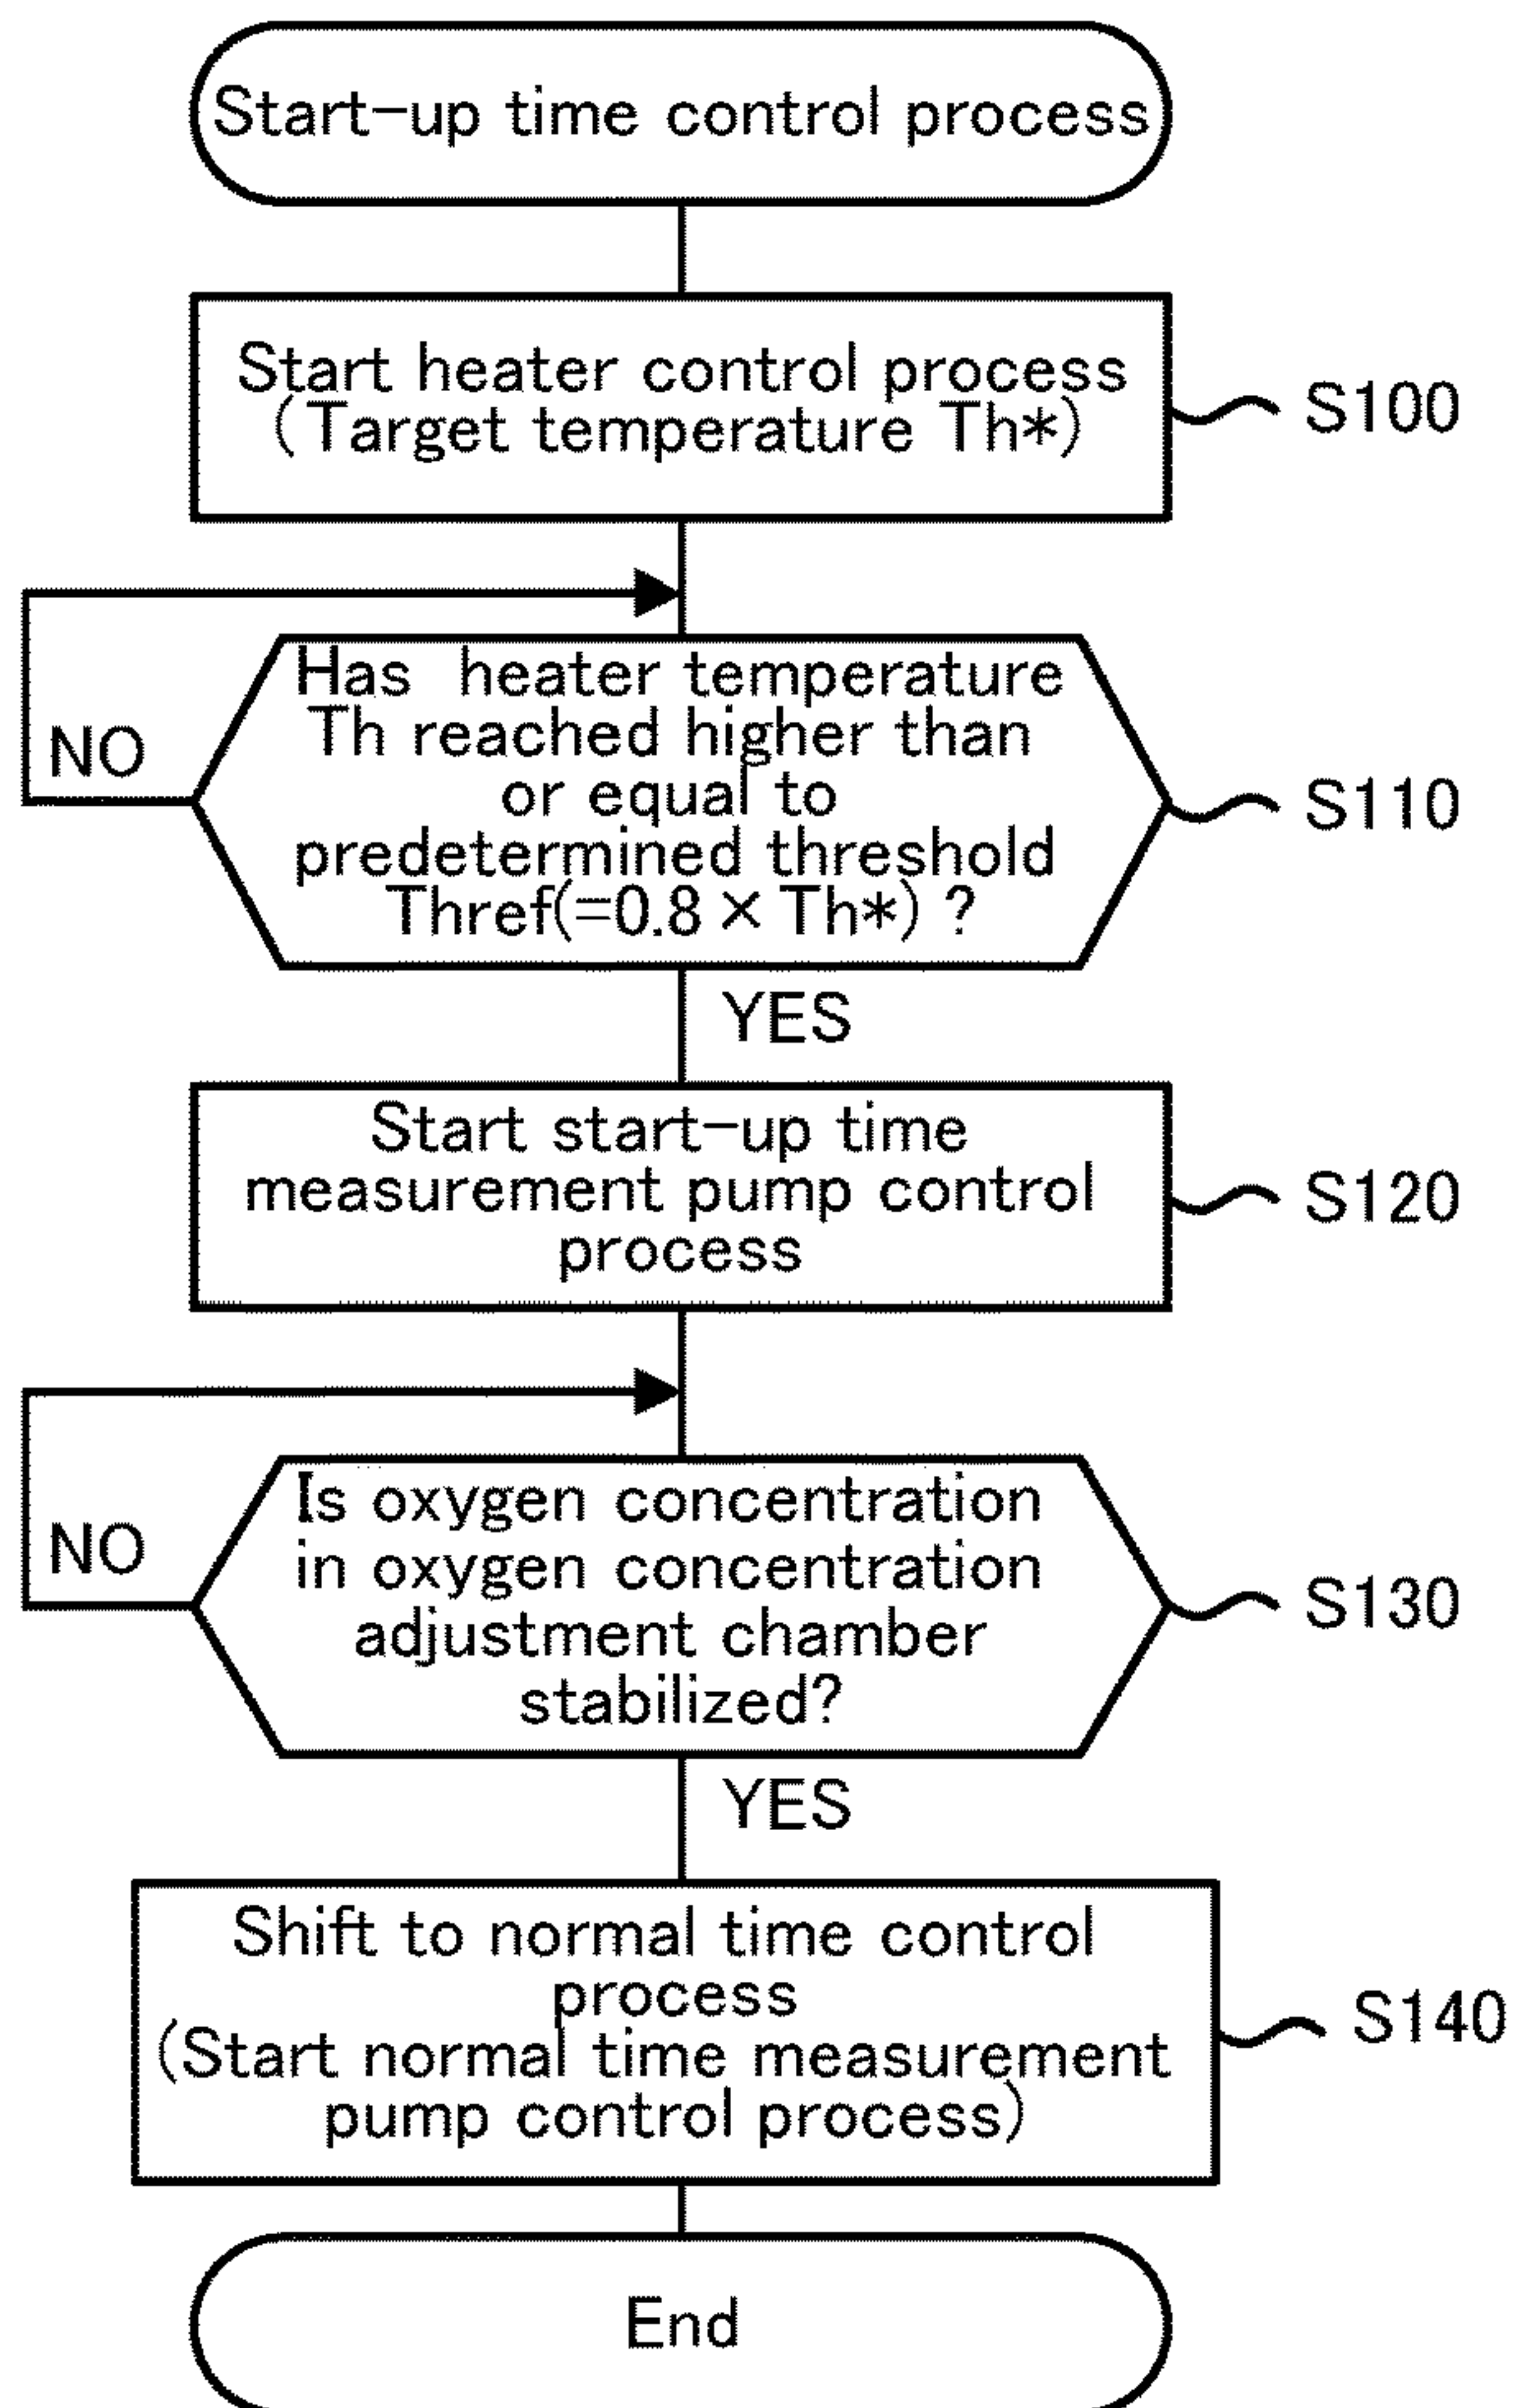 Start-up time control process
Start heater control process
(Target temperature Th*)
S100
Has heater temperature
Th reached higher than
or equal to
predetermined threshold
Thref(=0.8 × Th*) ?
NO
S110
YES
Start start-up time
measurement pump control
process
S120
Is oxygen concentration
in oxygen concentration
adjustment chamber
stabilized?
NO
S130
YES
Shift to normal time control
process
(Start normal time measurement
pump control process)
S140
End